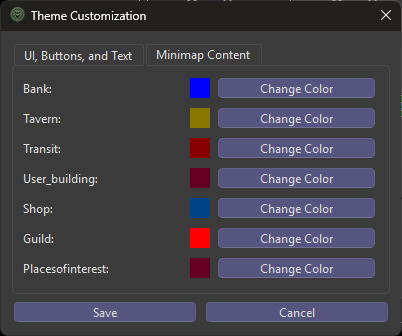 Theme Customization
UI, Buttons, and Text
Minimap Content
Bank: Change Color
Tavern: Change Color
Transit: Change Color
User_building: Change Color
Shop: Change Color
Guild: Change Color
Placesofinterest: Change Color
Save
Cancel